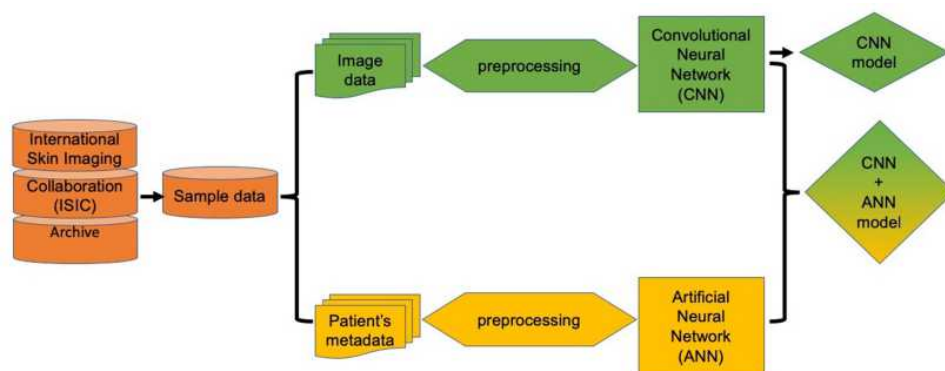 International
Skin Imaging
Collaboration
(ISIC)
Archive
Sample data
Image
data
preprocessing
Convolutional
Neural
Network
(CNN)
CNN
model
CNN
+
ANN
model
Patient's
metadata
preprocessing
Artificial
Neural
Network
(ANN)